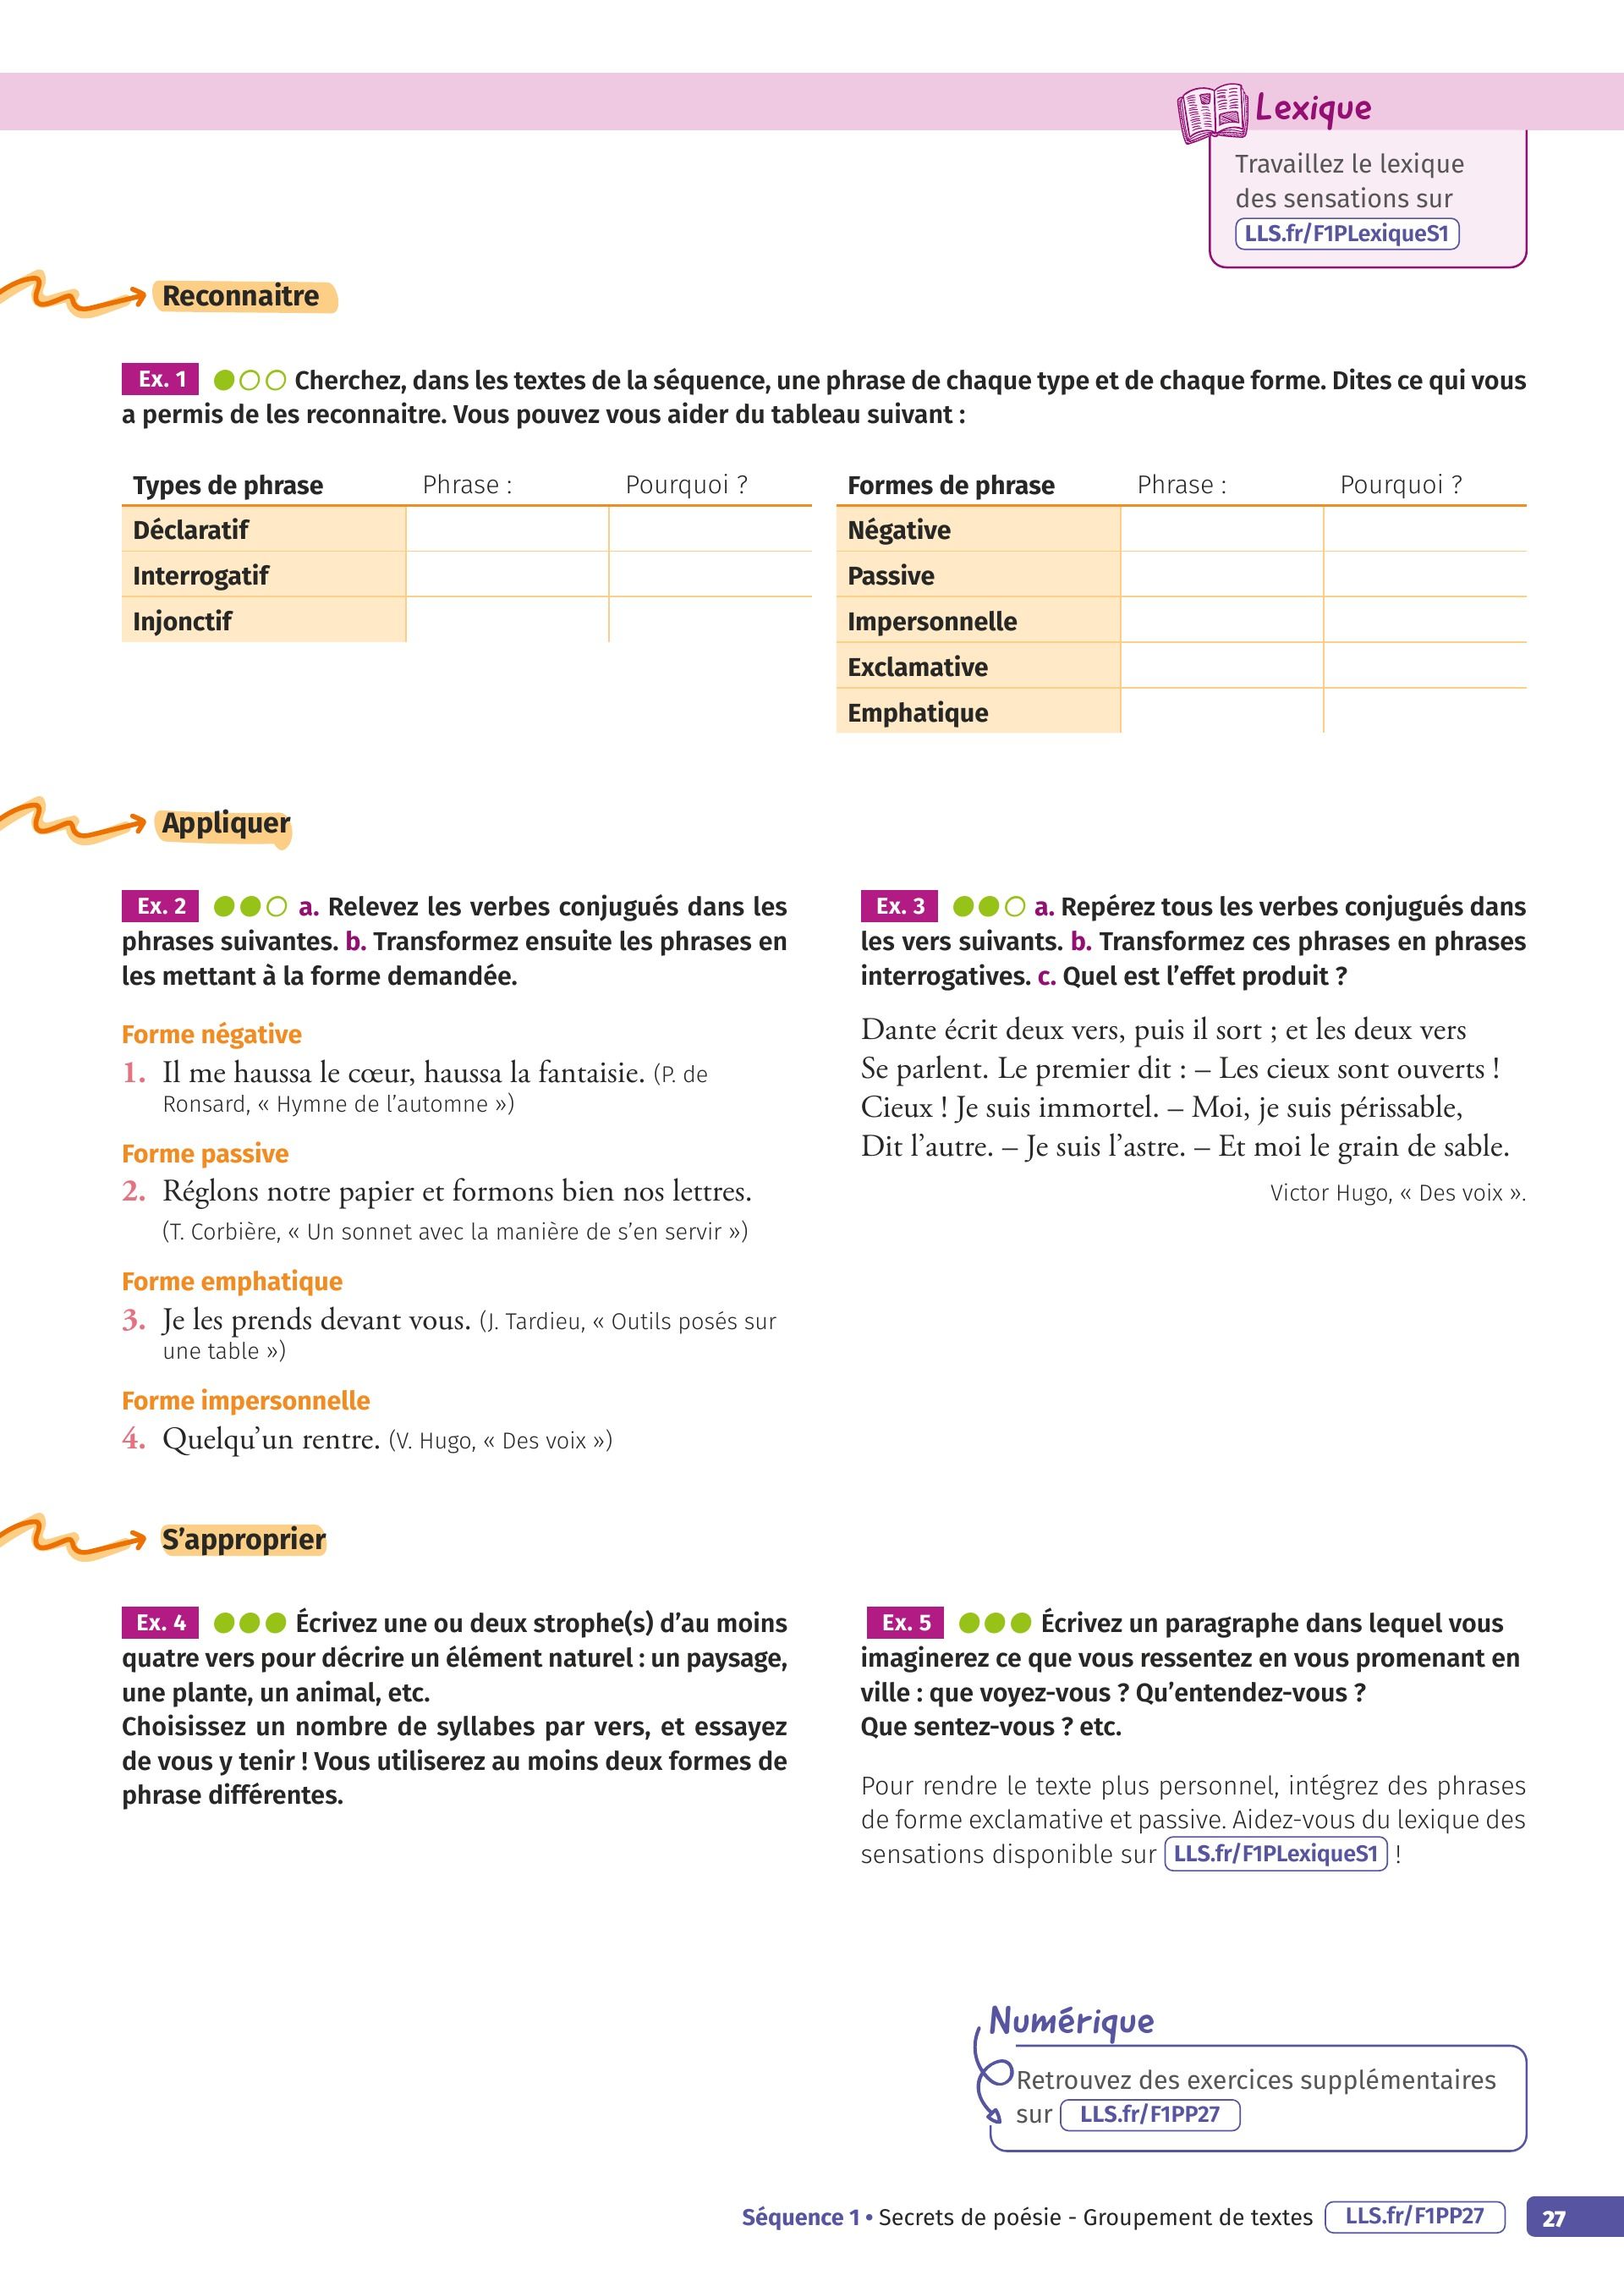 Lexique
Travaillez le lexique
des sensations sur
LLS.fr/F1PLexiqueS1
Reconnaitre
Ex. 1 Cherchez, dans les textes de la séquence, une phrase de chaque type et de chaque forme. Dites ce qui vous
a permis de les reconnaitre. Vous pouvez vous aider du tableau suivant :
Types de phrase Phrase : Pourquoi ?
Déclaratif
Interrogatif
Injonctif
Formes de phrase Phrase : Pourquoi ?
Négative
Passive
Impersonnelle
Exclamative
Emphatique
Appliquer
Ex. 2 a. Relevez les verbes conjugués dans les
phrases suivantes. b. Transformez ensuite les phrases en
les mettant à la forme demandée.
Forme négative
1. Il me haussa le cœur, haussa la fantaisie. (P. de
Ronsard, « Hymne de l'automne »)
Forme passive
2. Réglons notre papier et formons bien nos lettres.
(T. Corbière, « Un sonnet avec la manière de s'en servir »)
Forme emphatique
3. Je les prends devant vous. (J. Tardieu, « Outils posés sur
une table »)
Forme impersonnelle
4. Quelqu'un rentre. (V. Hugo, « Des voix »)
Ex. 3 a. Repérez tous les verbes conjugués dans
les vers suivants. b. Transformez ces phrases en phrases
interrogatives. c. Quel est l'effet produit ?
Dante écrit deux vers, puis il sort ; et les deux vers
Se parlent. Le premier dit : – Les cieux sont ouverts !
Cieux ! Je suis immortel. – Moi, je suis périssable,
Dit l'autre. – Je suis l'astre. – Et moi le grain de sable.
Victor Hugo, « Des voix ».
S'approprier
Ex. 4 Écrivez une ou deux strophe(s) d'au moins
quatre vers pour décrire un élément naturel : un paysage,
une plante, un animal, etc.
Choisissez un nombre de syllabes par vers, et essayez
de vous y tenir ! Vous utiliserez au moins deux formes de
phrase différentes.
Ex. 5 Écrivez un paragraphe dans lequel vous
imaginerez ce que vous ressentez en vous promenant en
ville : que voyez-vous ? Qu'entendez-vous ?
Que sentez-vous ? etc.
Pour rendre le texte plus personnel, intégrez des phrases
de forme exclamative et passive. Aidez-vous du lexique des
sensations disponible sur LLS.fr/F1PLexiqueS1 !
Numérique
Retrouvez des exercices supplémentaires
sur LLS.fr/F1PP27
Séquence 1 • Secrets de poésie - Groupement de textes LLS.fr/F1PP27 27